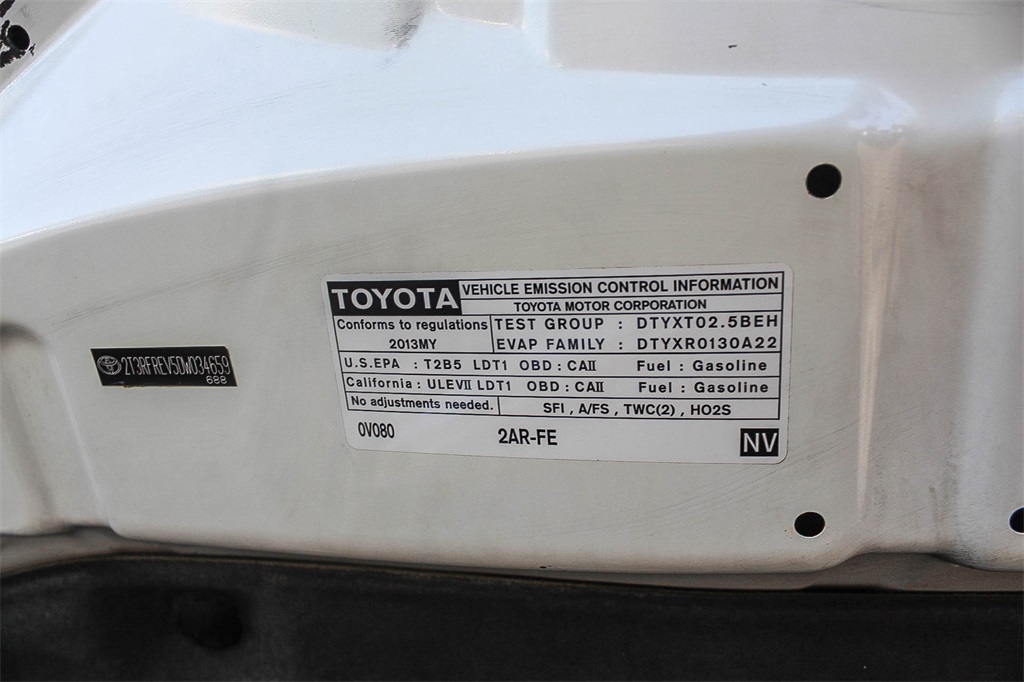 2T3RFREV5DW034659
688
TOYOTA VEHICLE EMISSION CONTROL INFORMATION
TOYOTA MOTOR CORPORATION
Conforms to regulations
2013MY
TEST GROUP : DTYXT02.5BEH
EVAP FAMILY : DTYXR0130A22
U.S.EPA : T2B5 LDT1 OBD : CAII Fuel : Gasoline
California : ULEVII LDT1 OBD : CAII Fuel : Gasoline
No adjustments needed. SFI , A/FS , TWC(2) , HO2S
0V080 2AR-FE NV